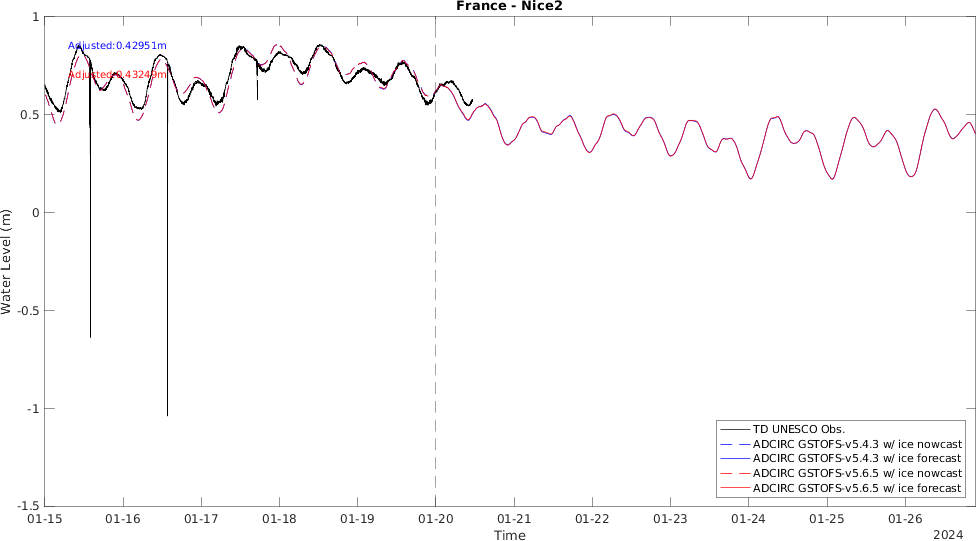 France - Nice2
Adjusted:0.42951m
Adjusted:0.43249m
Water Level (m)
1
0.5
0
-0.5
-1
-1.5
01-15
01-16
01-17
01-18
01-19
01-20
01-21
01-22
01-23
01-24
01-25
01-26
Time
2024
TD UNESCO Obs.
ADCIRC GSTOFS-v5.4.3 w/ ice nowcast
ADCIRC GSTOFS-v5.4.3 w/ ice forecast
ADCIRC GSTOFS-v5.6.5 w/ ice nowcast
ADCIRC GSTOFS-v5.6.5 w/ ice forecast